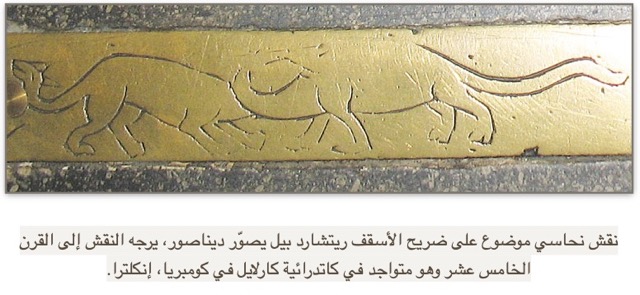 نقش نحاسي موضوع على ضريح الأسقف ريتشارد بيل يصوّر ديناصور، يرجه النقش إلى القرن
الخامس عشر وهو متواجد في كاتدرائية كارلايل في كومبريا، إنكلترا.